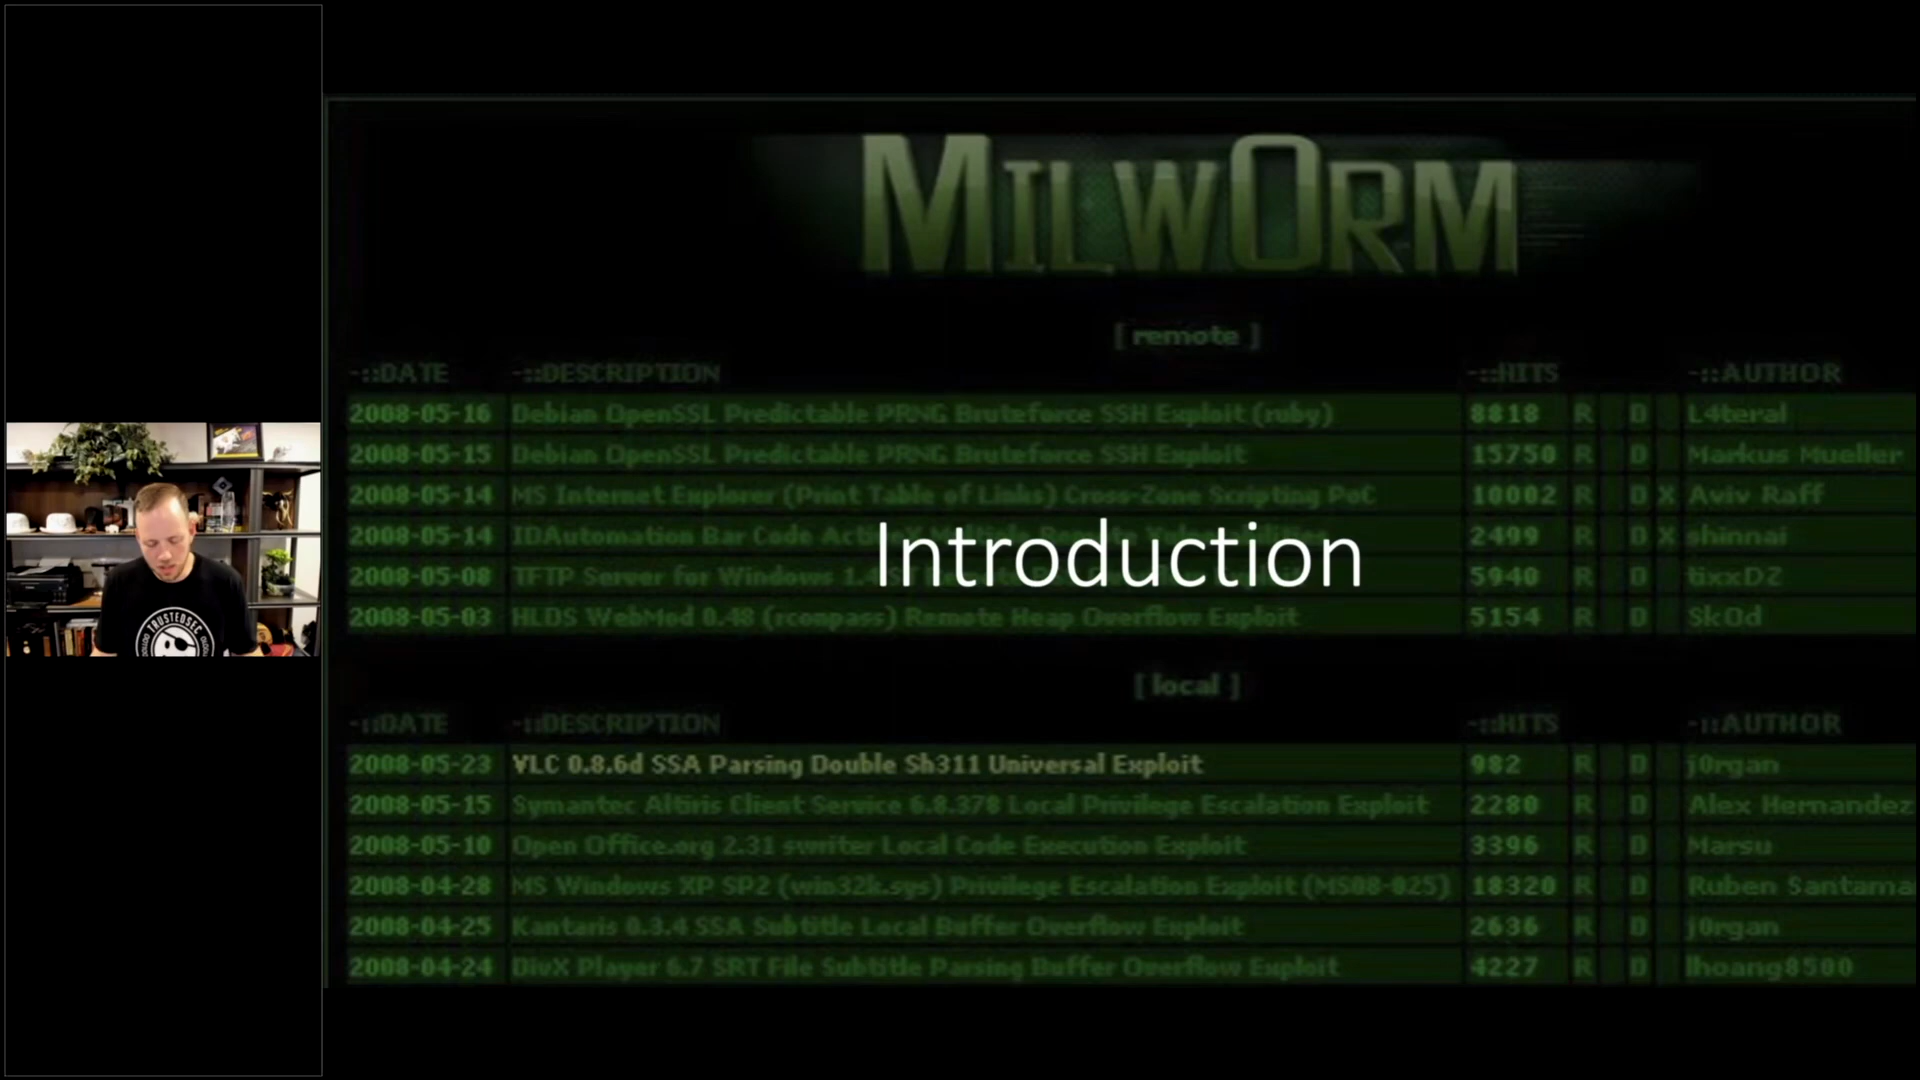 MILW0RM
[ remote ]
-::DATE -::DESCRIPTION -::HITS -::AUTHOR
2008-05-16 Debian OpenSSL Predictable PRNG Bruteforce SSH Exploit (ruby) 8818 R D L4teral
2008-05-15 Debian OpenSSL Predictable PRNG Bruteforce SSH Exploit 15750 R D Markus Mueller
2008-05-14 MS Internet Explorer (Print Table of Links) Cross-Zone Scripting PoC 10002 R D X Aviv Raff
2008-05-14 IDAutomation Bar Code 2499 R D X shinnai
Introduction
2008-05-08 TFTP Server for Windows 5940 R D tixxDZ
2008-05-03 HLDS WebMod 0.48 Remote Heap Overflow Exploit 5154 R D SkOd
[ local ]
-::DATE -::DESCRIPTION -::HITS -::AUTHOR
2008-05-23 VLC 0.8.6d SSA Parsing Double Sh311 Universal Exploit 982 R D j0rgan
2008-05-15 Symantec Altiris Client Service 6.8.378 Local Privilege Escalation Exploit 2280 R D Alex Hernandez
2008-05-10 Open Office.org 2.31 swriter Local Code Execution Exploit 3396 R D Marsu
2008-04-28 MS Windows XP SP2 (win32k.sys) Privilege Escalation Exploit (MS08-025) 18320 R D Ruben Santama
2008-04-25 Kantaris 0.3.4 SSA Subtitle Local Buffer Overflow Exploit 2636 R D j0rgan
2008-04-24 DivX Player 6.7 SRT File Subtitle Parsing Buffer Overflow Exploit 4227 R D lhoang8500
TRUSTEDSEC